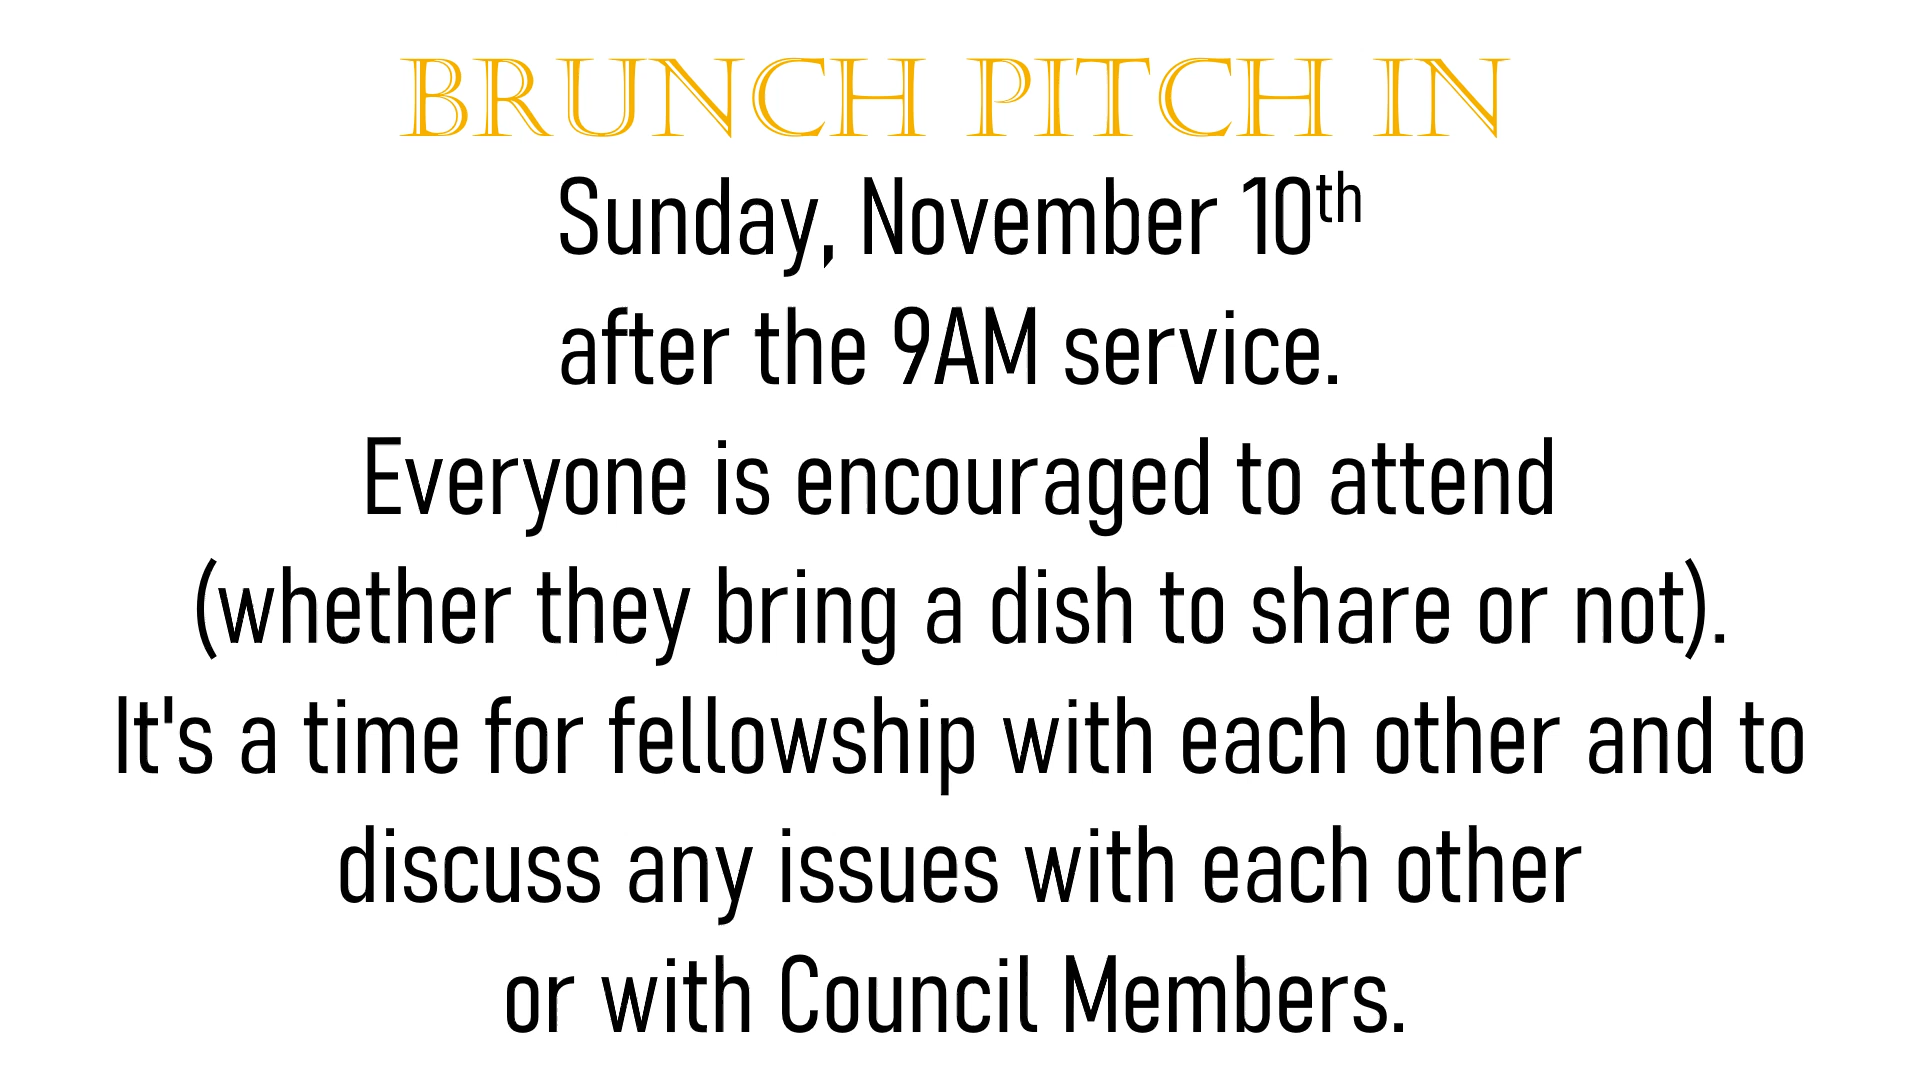 BRUNCH PITCH IN
Sunday, November 10th
after the 9AM service.
Everyone is encouraged to attend
(whether they bring a dish to share or not).
It's a time for fellowship with each other and to
discuss any issues with each other
or with Council Members.